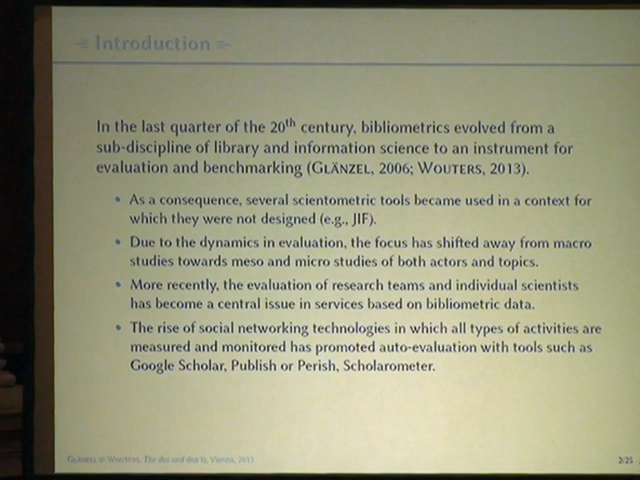 Introduction
In the last quarter of the 20th century, bibliometrics evolved from a
sub-discipline of library and information science to an instrument for
evaluation and benchmarking (GLÄNZEL, 2006; WOUTERS, 2013).
• As a consequence, several scientometric tools became used in a context for
which they were not designed (e.g., JIF).
• Due to the dynamics in evaluation, the focus has shifted away from macro
studies towards meso and micro studies of both actors and topics.
• More recently, the evaluation of research teams and individual scientists
has become a central issue in services based on bibliometric data.
• The rise of social networking technologies in which all types of activities are
measured and monitored has promoted auto-evaluation with tools such as
Google Scholar, Publish or Perish, Scholarometer.
GLÄNZEL & WOUTERS, The dos and don'ts, Vienna, 2013
2/25